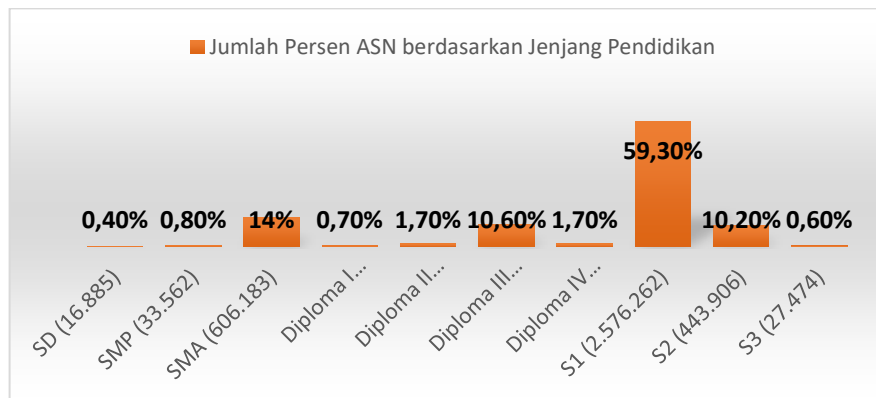 Jumlah Persen ASN berdasarkan Jenjang Pendidikan
0,40%
0,80%
14%
0,70%
1,70%
10,60%
1,70%
59,30%
10,20%
0,60%
SD (16.885)
SMP (33.562)
SMA (606.183)
Diploma I...
Diploma II...
Diploma III...
Diploma IV...
S1 (2.576.262)
S2 (443.906)
S3 (27.474)